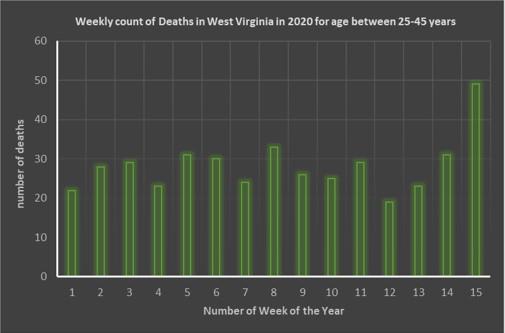 Weekly count of Deaths in West Virginia in 2020 for age between 25-45 years
60
50
40
30
20
10
0
number of deaths
1 2 3 4 5 6 7 8 9 10 11 12 13 14 15
Number of Week of the Year